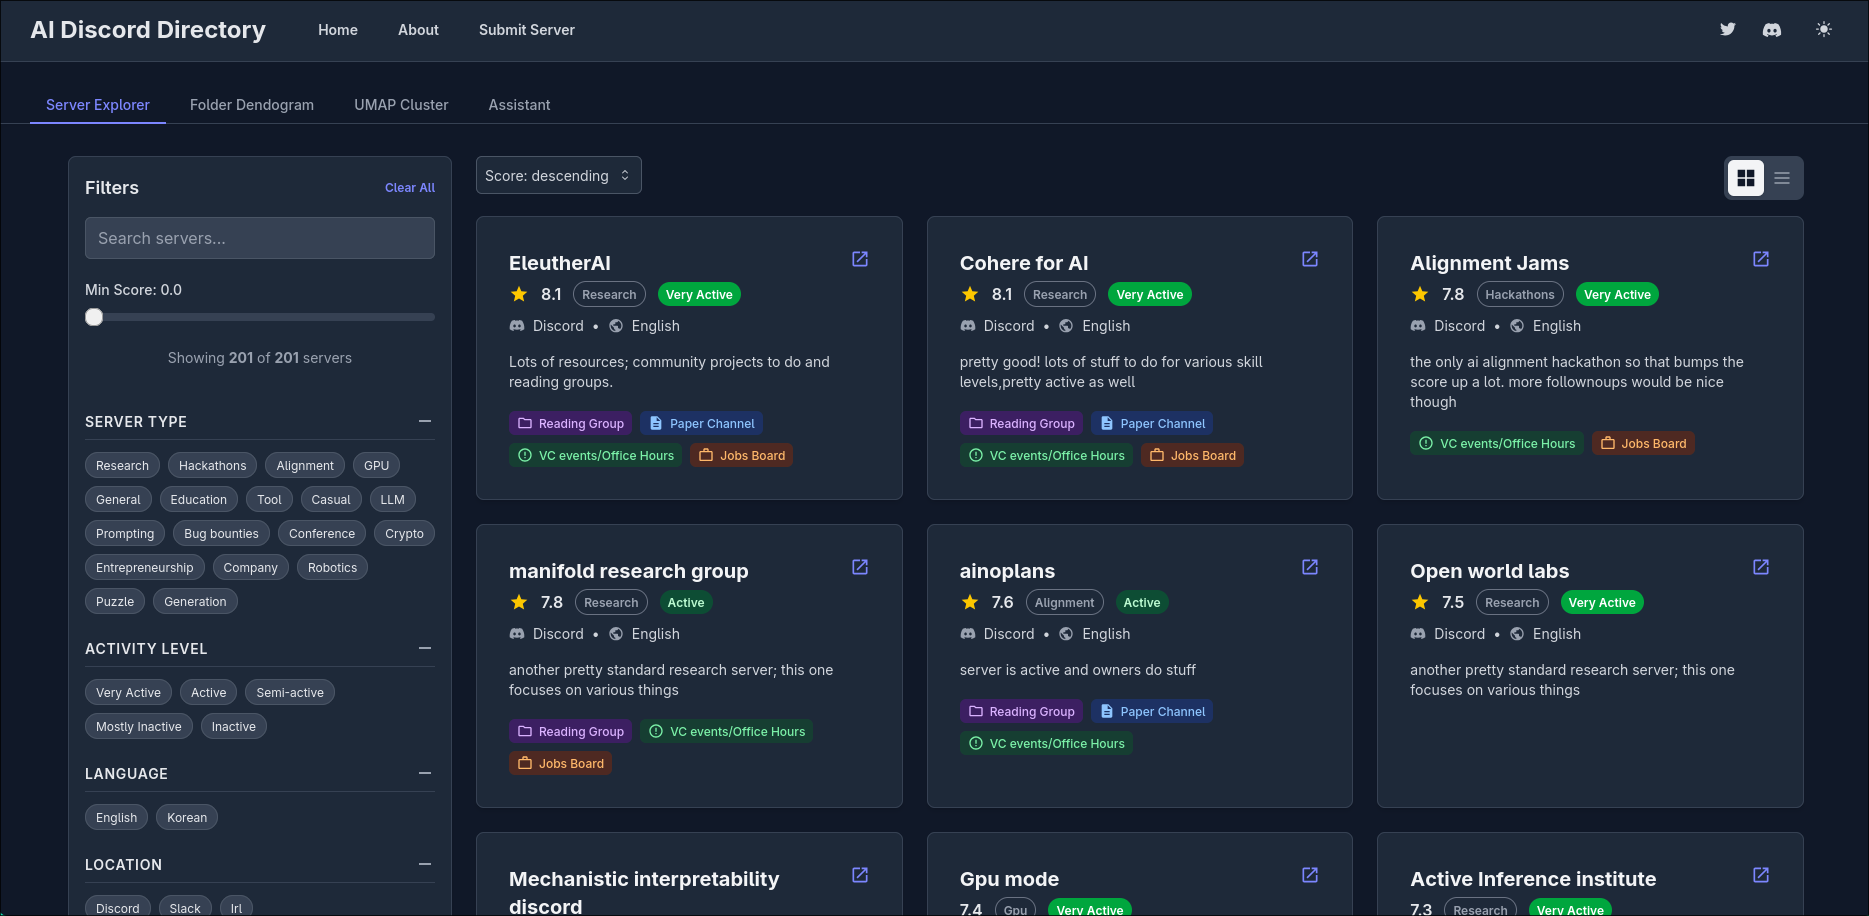 AI Discord Directory
Home
About
Submit Server
Server Explorer
Folder Dendogram
UMAP Cluster
Assistant
Filters
Clear All
Search servers...
Min Score: 0.0
Showing 201 of 201 servers
SERVER TYPE
Research Hackathons Alignment GPU
General Education Tool Casual LLM
Prompting Bug bounties Conference Crypto
Entrepreneurship Company Robotics
Puzzle Generation
ACTIVITY LEVEL
Very Active Active Semi-active
Mostly Inactive Inactive
LANGUAGE
English Korean
LOCATION
Discord Slack Irl
Score: descending
EleutherAI
8.1 Research Very Active
Discord • English
Lots of resources; community projects to do and
reading groups.
Reading Group Paper Channel
VC events/Office Hours Jobs Board
Cohere for AI
8.1 Research Very Active
Discord • English
pretty good! lots of stuff to do for various skill
levels,pretty active as well
Reading Group Paper Channel
VC events/Office Hours Jobs Board
Alignment Jams
7.8 Hackathons Very Active
Discord • English
the only ai alignment hackathon so that bumps the
score up a lot. more follownoups would be nice
though
VC events/Office Hours Jobs Board
manifold research group
7.8 Research Active
Discord • English
another pretty standard research server; this one
focuses on various things
Reading Group VC events/Office Hours
Jobs Board
ainoplans
7.6 Alignment Active
Discord • English
server is active and owners do stuff
Reading Group Paper Channel
VC events/Office Hours
Open world labs
7.5 Research Very Active
Discord • English
another pretty standard research server; this one
focuses on various things
Mechanistic interpretability
discord
Gpu mode
7.4 Gpu Very Active
Active Inference institute
7.3 Research Very Active